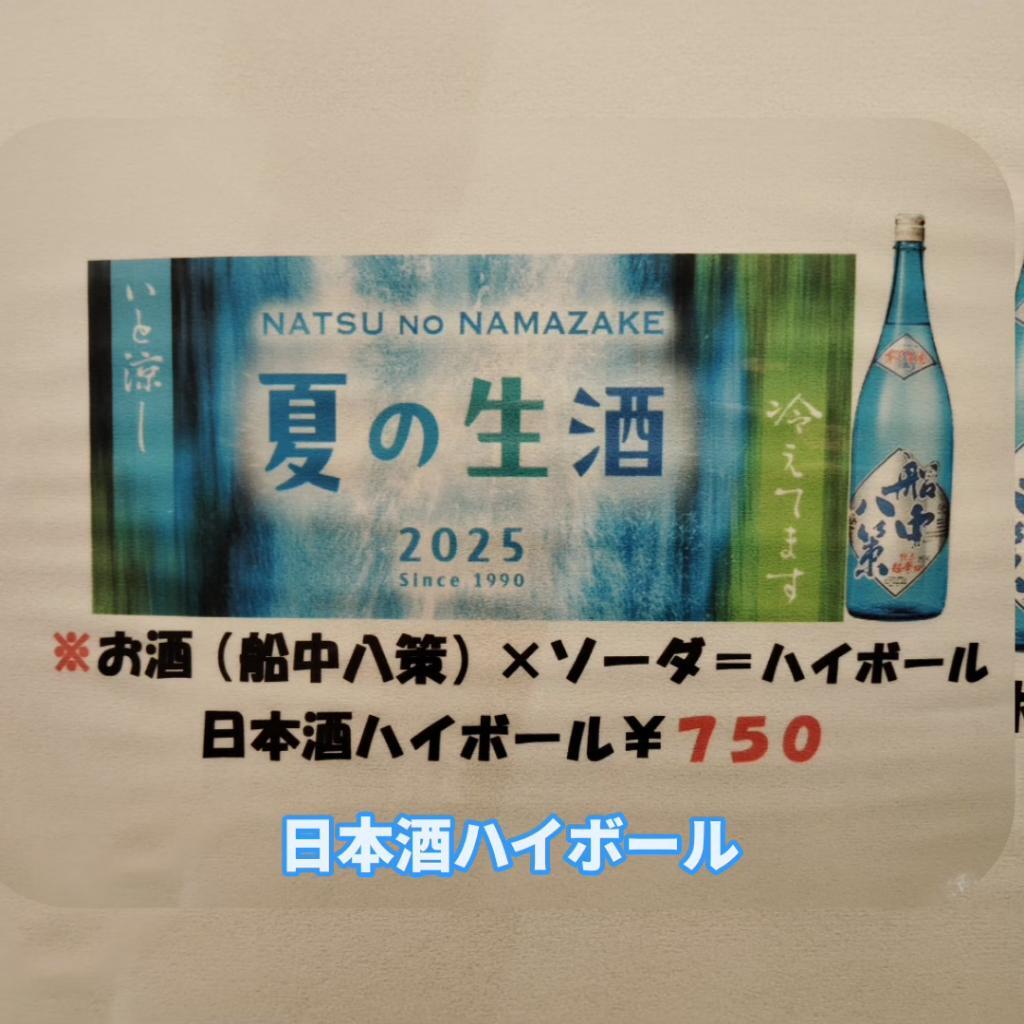 いと涼し
NATSU NO NAMAZAKE
夏の生酒
2025
Since 1990
冷えてます
船中八策
※お酒（船中八策）×ソーダ＝ハイボール
日本酒ハイボール￥750
日本酒ハイボール